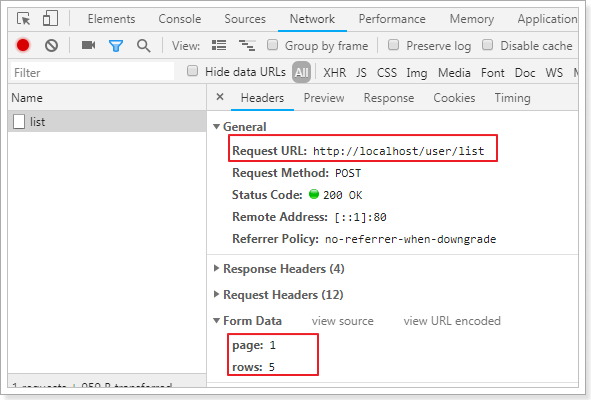 Elements Console Sources Network Performance Memory Application
View: Group by frame Preserve log Disable cache
Filter Hide data URLs All XHR JS CSS Img Media Font Doc WS
Name × Headers Preview Response Cookies Timing
list
General
Request URL: http://localhost/user/list
Request Method: POST
Status Code: 200 OK
Remote Address: [::1]:80
Referrer Policy: no-referrer-when-downgrade
Response Headers (4)
Request Headers (12)
Form Data view source view URL encoded
page: 1
rows: 5
1 requests